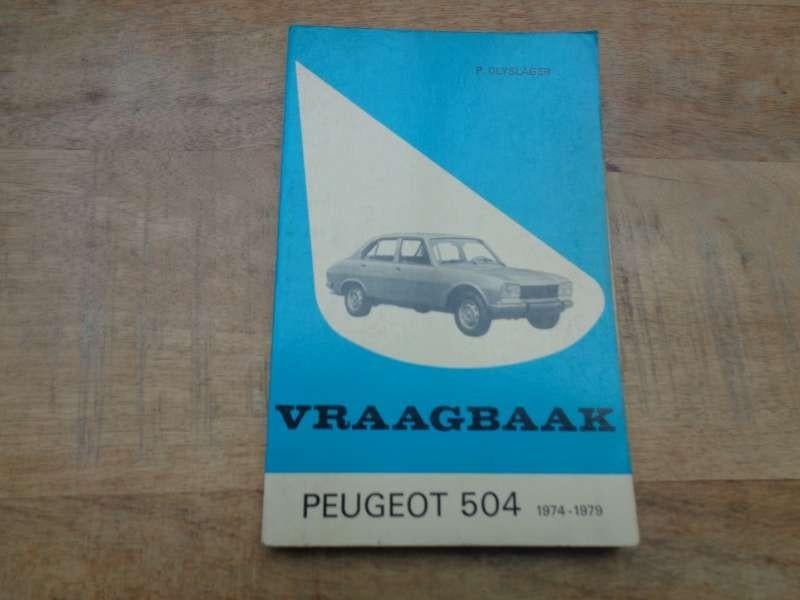 P. OLYSLAGER
VRAAGBAAK
PEUGEOT 504 1974-1979